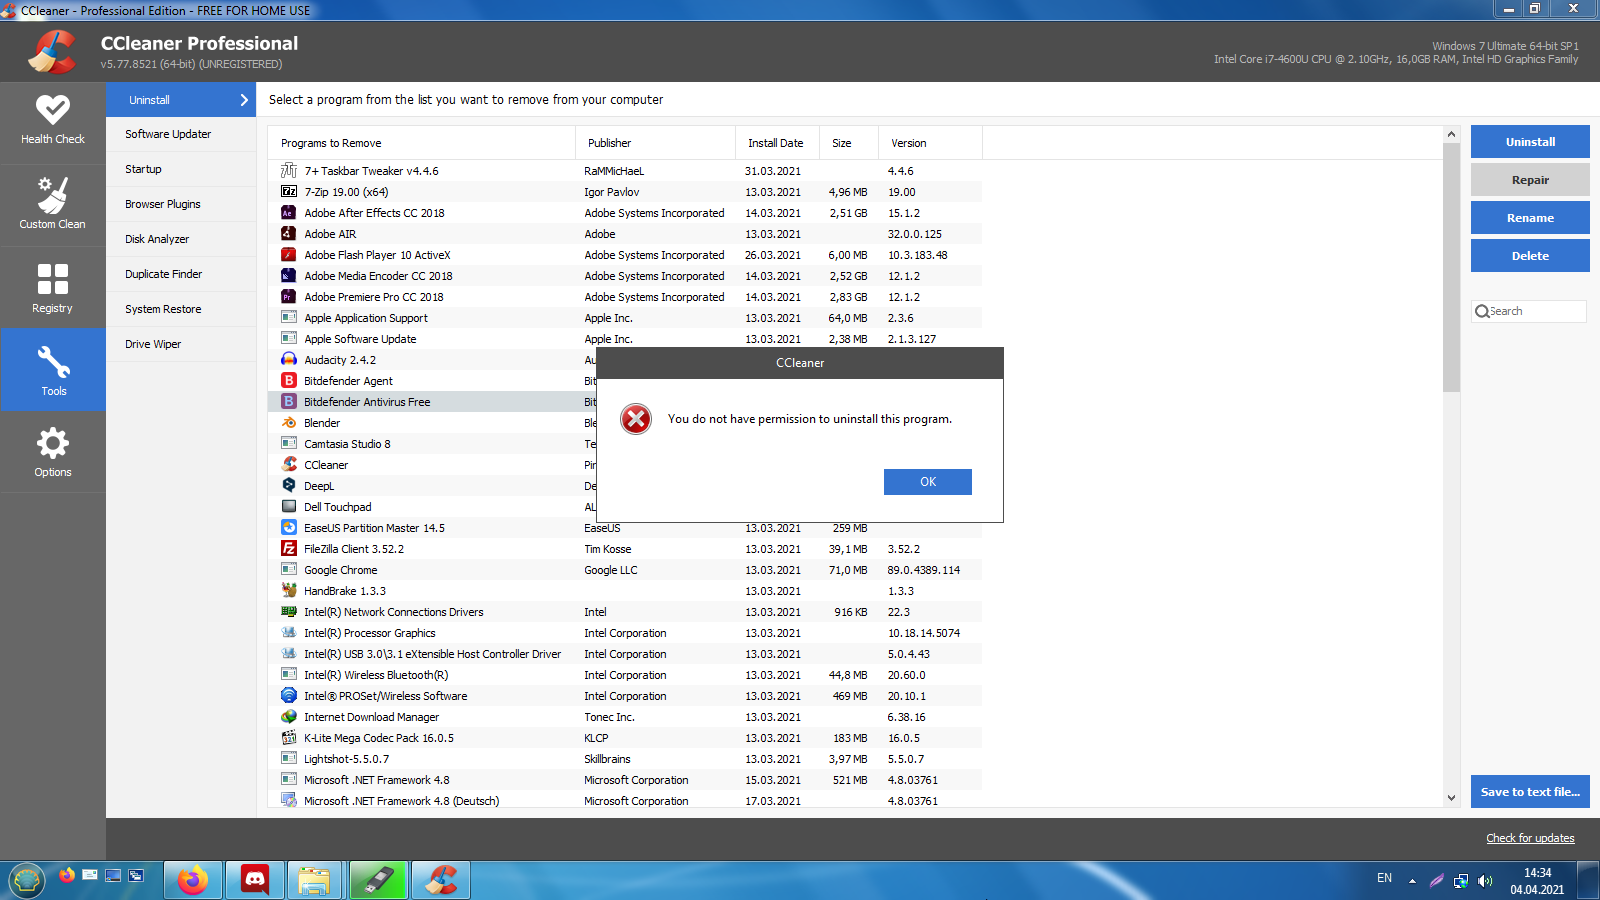 CCleaner - Professional Edition - FREE FOR HOME USE
CCleaner Professional
v5.77.8521 (64-bit) (UNREGISTERED)
Windows 7 Ultimate 64-bit SP1
Intel Core i7-4600U CPU @ 2.10GHz, 16,0GB RAM, Intel HD Graphics Family
Health Check
Custom Clean
Registry
Tools
Options
Uninstall
Software Updater
Startup
Browser Plugins
Disk Analyzer
Duplicate Finder
System Restore
Drive Wiper
Select a program from the list you want to remove from your computer
Programs to Remove Publisher Install Date Size Version
7+ Taskbar Tweaker v4.4.6 RaMMicHaeL 31.03.2021 4.4.6
7-Zip 19.00 (x64) Igor Pavlov 13.03.2021 4,96 MB 19.00
Adobe After Effects CC 2018 Adobe Systems Incorporated 14.03.2021 2,51 GB 15.1.2
Adobe AIR Adobe 13.03.2021 32.0.0.125
Adobe Flash Player 10 ActiveX Adobe Systems Incorporated 26.03.2021 6,00 MB 10.3.183.48
Adobe Media Encoder CC 2018 Adobe Systems Incorporated 14.03.2021 2,52 GB 12.1.2
Adobe Premiere Pro CC 2018 Adobe Systems Incorporated 14.03.2021 2,83 GB 12.1.2
Apple Application Support Apple Inc. 13.03.2021 64,0 MB 2.3.6
Apple Software Update Apple Inc. 13.03.2021 2,38 MB 2.1.3.127
Audacity 2.4.2 Au
Bitdefender Agent Bit
Bitdefender Antivirus Free Bit
Blender Ble
Camtasia Studio 8 Te
CCleaner Pir
DeepL De
Dell Touchpad AL
EaseUS Partition Master 14.5 EaseUS 13.03.2021 259 MB
FileZilla Client 3.52.2 Tim Kosse 13.03.2021 39,1 MB 3.52.2
Google Chrome Google LLC 13.03.2021 71,0 MB 89.0.4389.114
HandBrake 1.3.3 13.03.2021 1.3.3
Intel(R) Network Connections Drivers Intel 13.03.2021 916 KB 22.3
Intel(R) Processor Graphics Intel Corporation 13.03.2021 10.18.14.5074
Intel(R) USB 3.0\3.1 eXtensible Host Controller Driver Intel Corporation 13.03.2021 5.0.4.43
Intel(R) Wireless Bluetooth(R) Intel Corporation 13.03.2021 44,8 MB 20.60.0
Intel® PROSet/Wireless Software Intel Corporation 13.03.2021 469 MB 20.10.1
Internet Download Manager Tonec Inc. 13.03.2021 6.38.16
K-Lite Mega Codec Pack 16.0.5 KLCP 13.03.2021 183 MB 16.0.5
Lightshot-5.5.0.7 Skillbrains 13.03.2021 3,97 MB 5.5.0.7
Microsoft .NET Framework 4.8 Microsoft Corporation 15.03.2021 521 MB 4.8.03761
Microsoft .NET Framework 4.8 (Deutsch) Microsoft Corporation 17.03.2021 4.8.03761
CCleaner
You do not have permission to uninstall this program.
OK
Uninstall
Repair
Rename
Delete
Search
Save to text file...
Check for updates
EN
14:34
04.04.2021